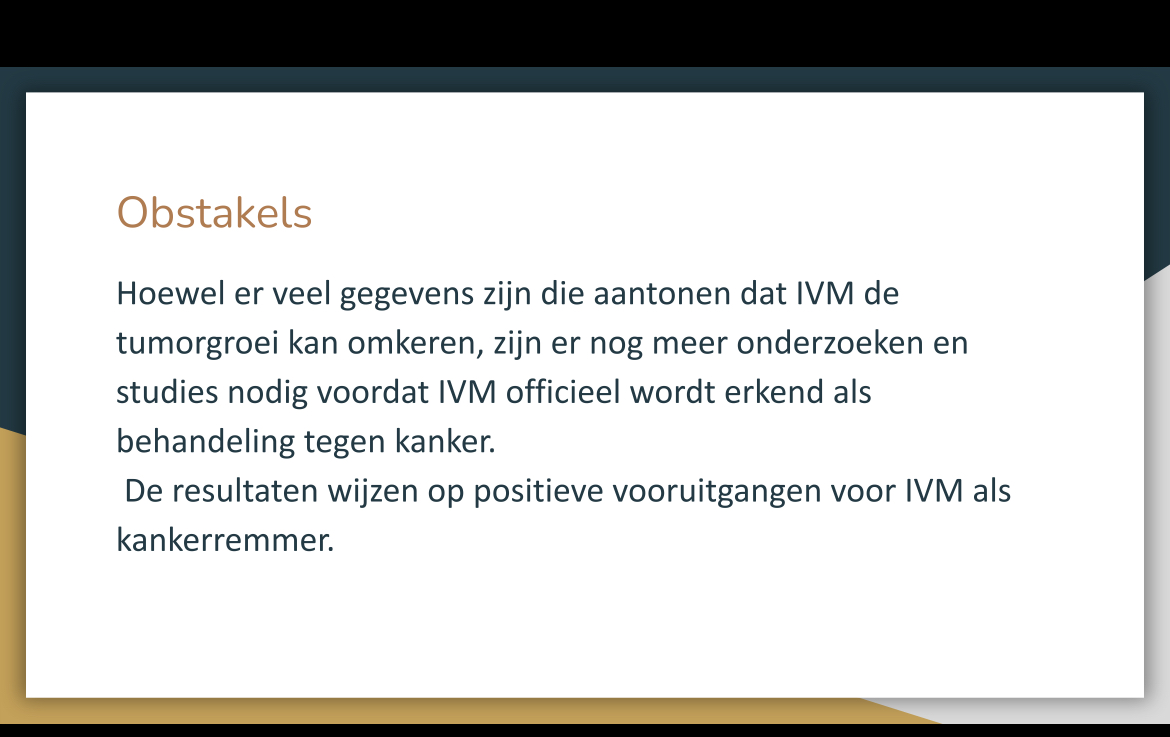 Obstakels
Hoewel er veel gegevens zijn die aantonen dat IVM de
tumorgroei kan omkeren, zijn er nog meer onderzoeken en
studies nodig voordat IVM officieel wordt erkend als
behandeling tegen kanker.
De resultaten wijzen op positieve vooruitgangen voor IVM als
kankerremmer.